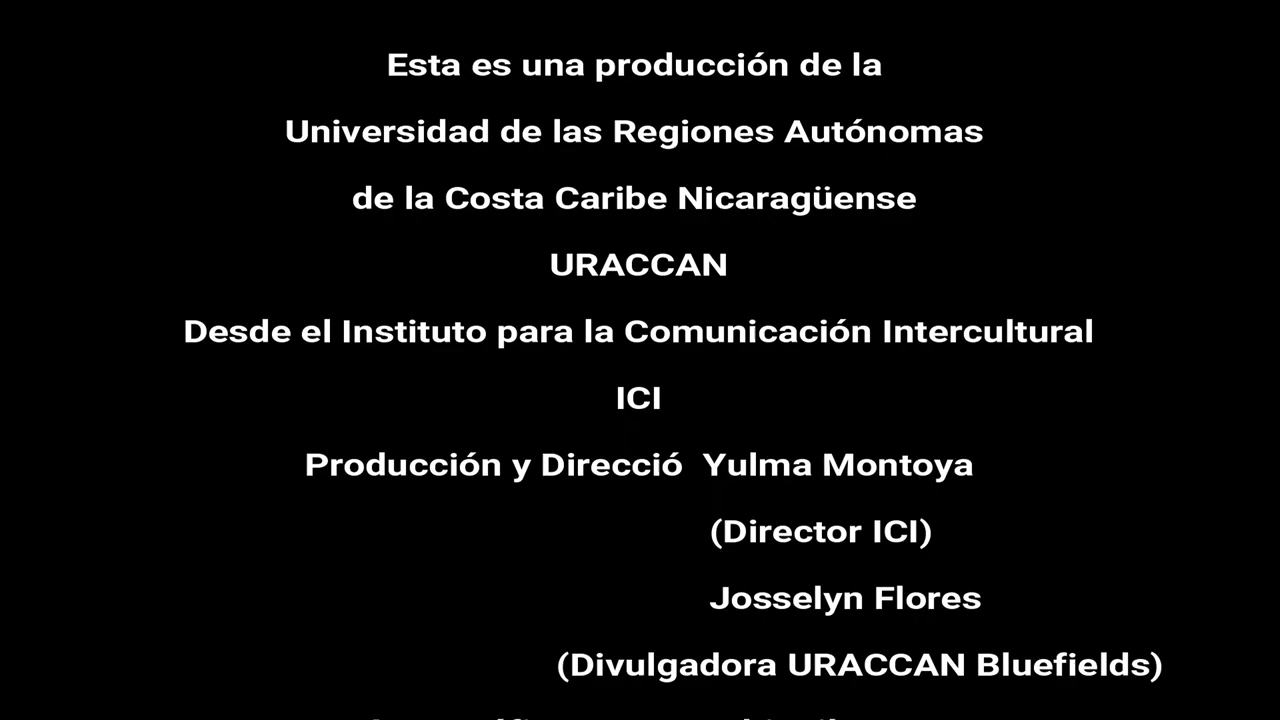 Esta es una producción de la
Universidad de las Regiones Autónomas
de la Costa Caribe Nicaragüense
URACCAN
Desde el Instituto para la Comunicación Intercultural
ICI
Producción y Direcció  Yulma Montoya
(Director ICI)
Josselyn Flores
(Divulgadora URACCAN Bluefields)